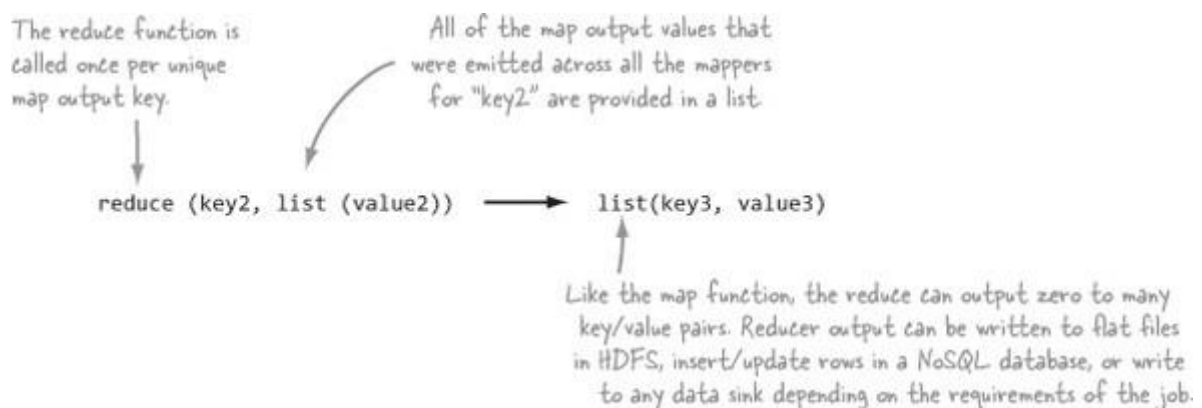 The reduce function is
called once per unique
map output key.
All of the map output values that
were emitted across all the mappers
for "key2" are provided in a list
reduce (key2, list (value2))
list(key3, value3)
Like the map function, the reduce can output zero to many
key/value pairs. Reducer output can be written to flat files
in HDFS, insert/update rows in a NoSQL database, or write
to any data sink depending on the requirements of the job.